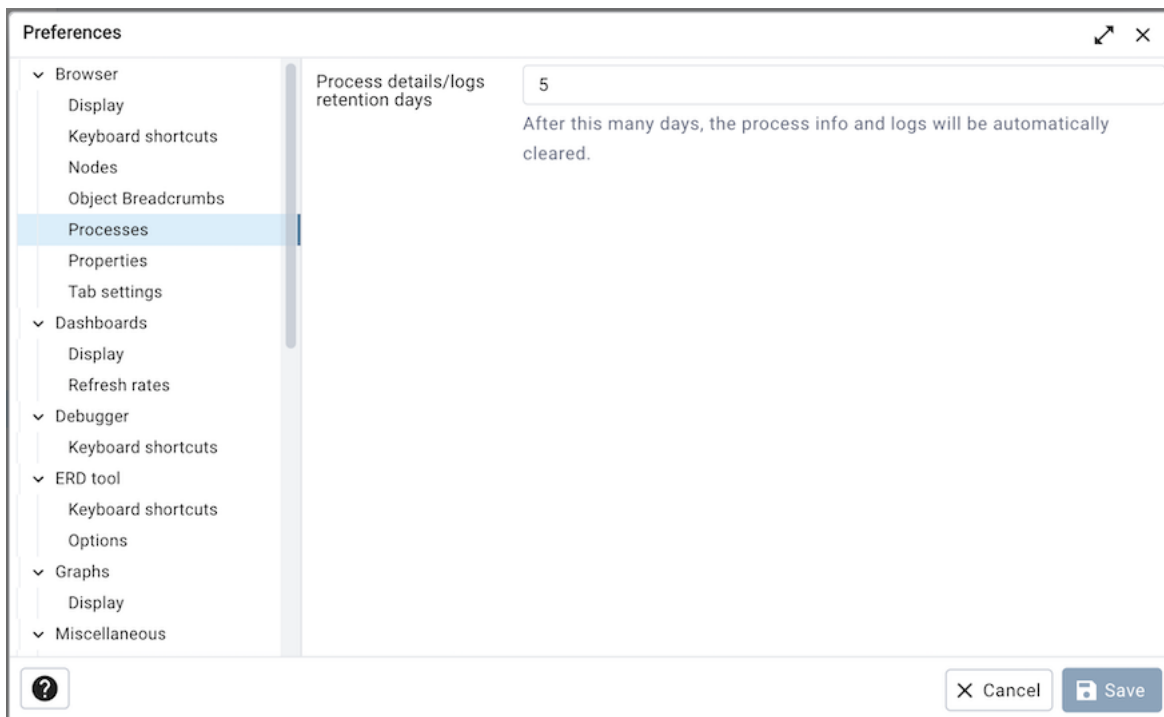 Preferences
Browser
Display
Keyboard shortcuts
Nodes
Object Breadcrumbs
Processes
Properties
Tab settings
Dashboards
Display
Refresh rates
Debugger
Keyboard shortcuts
ERD tool
Keyboard shortcuts
Options
Graphs
Display
Miscellaneous
Process details/logs
retention days
5
After this many days, the process info and logs will be automatically
cleared.
?
Cancel
Save